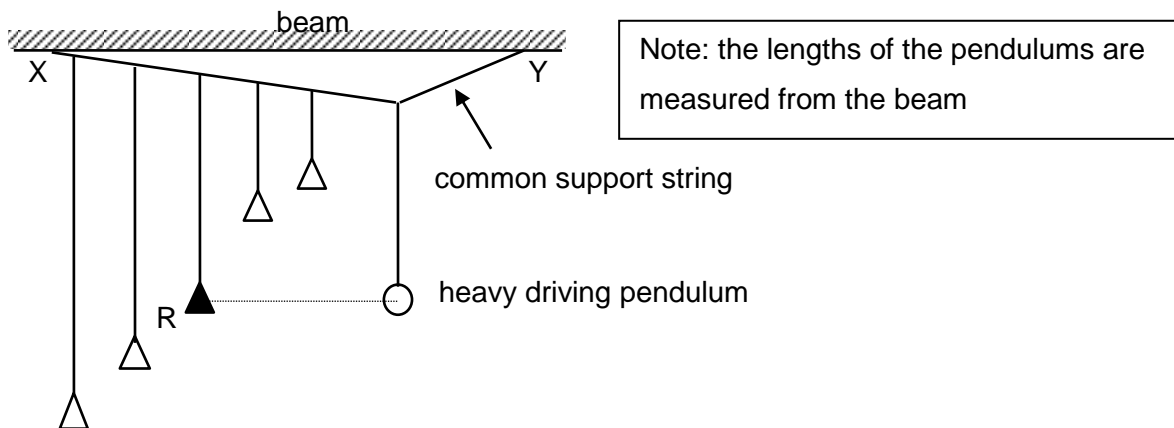 beam
Note: the lengths of the pendulums are
measured from the beam
X
Y
common support string
heavy driving pendulum
R